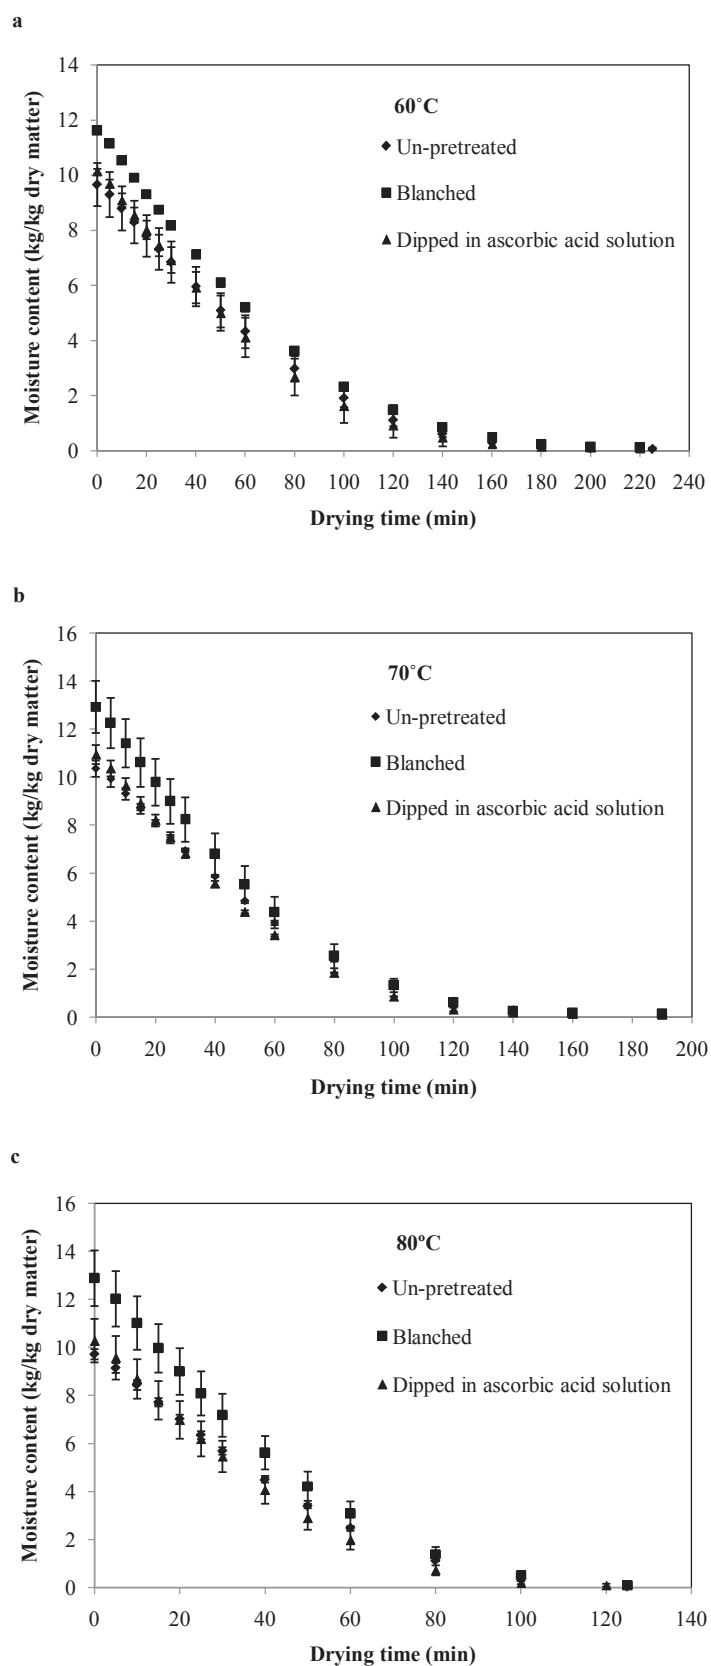 a
14
12
10
8
6
4
2
0
Moisture content (kg/kg dry matter)
60˚C
Un-pretreated
Blanched
Dipped in ascorbic acid solution
0 20 40 60 80 100 120 140 160 180 200 220 240
Drying time (min)
b
16
14
12
10
8
6
4
2
0
Moisture content (kg/kg dry matter)
70˚C
Un-pretreated
Blanched
Dipped in ascorbic acid solution
0 20 40 60 80 100 120 140 160 180 200
Drying time (min)
c
16
14
12
10
8
6
4
2
0
Moisture content (kg/kg dry matter)
80ºC
Un-pretreated
Blanched
Dipped in ascorbic acid solution
0 20 40 60 80 100 120 140
Drying time (min)